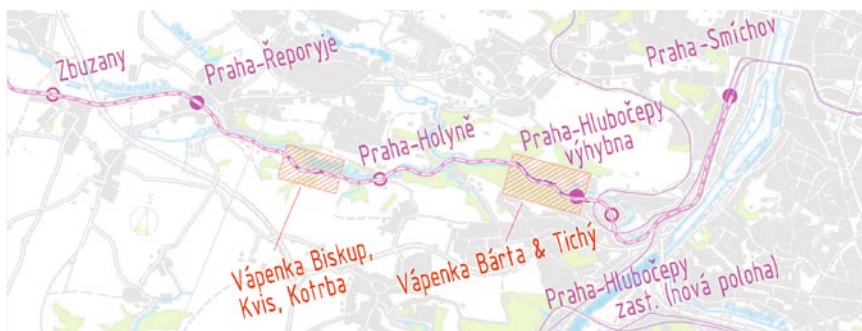 Zbuzany
Praha-Řeporyje
Praha-Smíchov
Praha-Holyně
Praha-Hlubočepy
výhybna
S
Vápenka Biskup,
Kvis, Kotrba
Vápenka Bárta & Tichý
Praha-Hlubočepy
zast. (nová poloha)